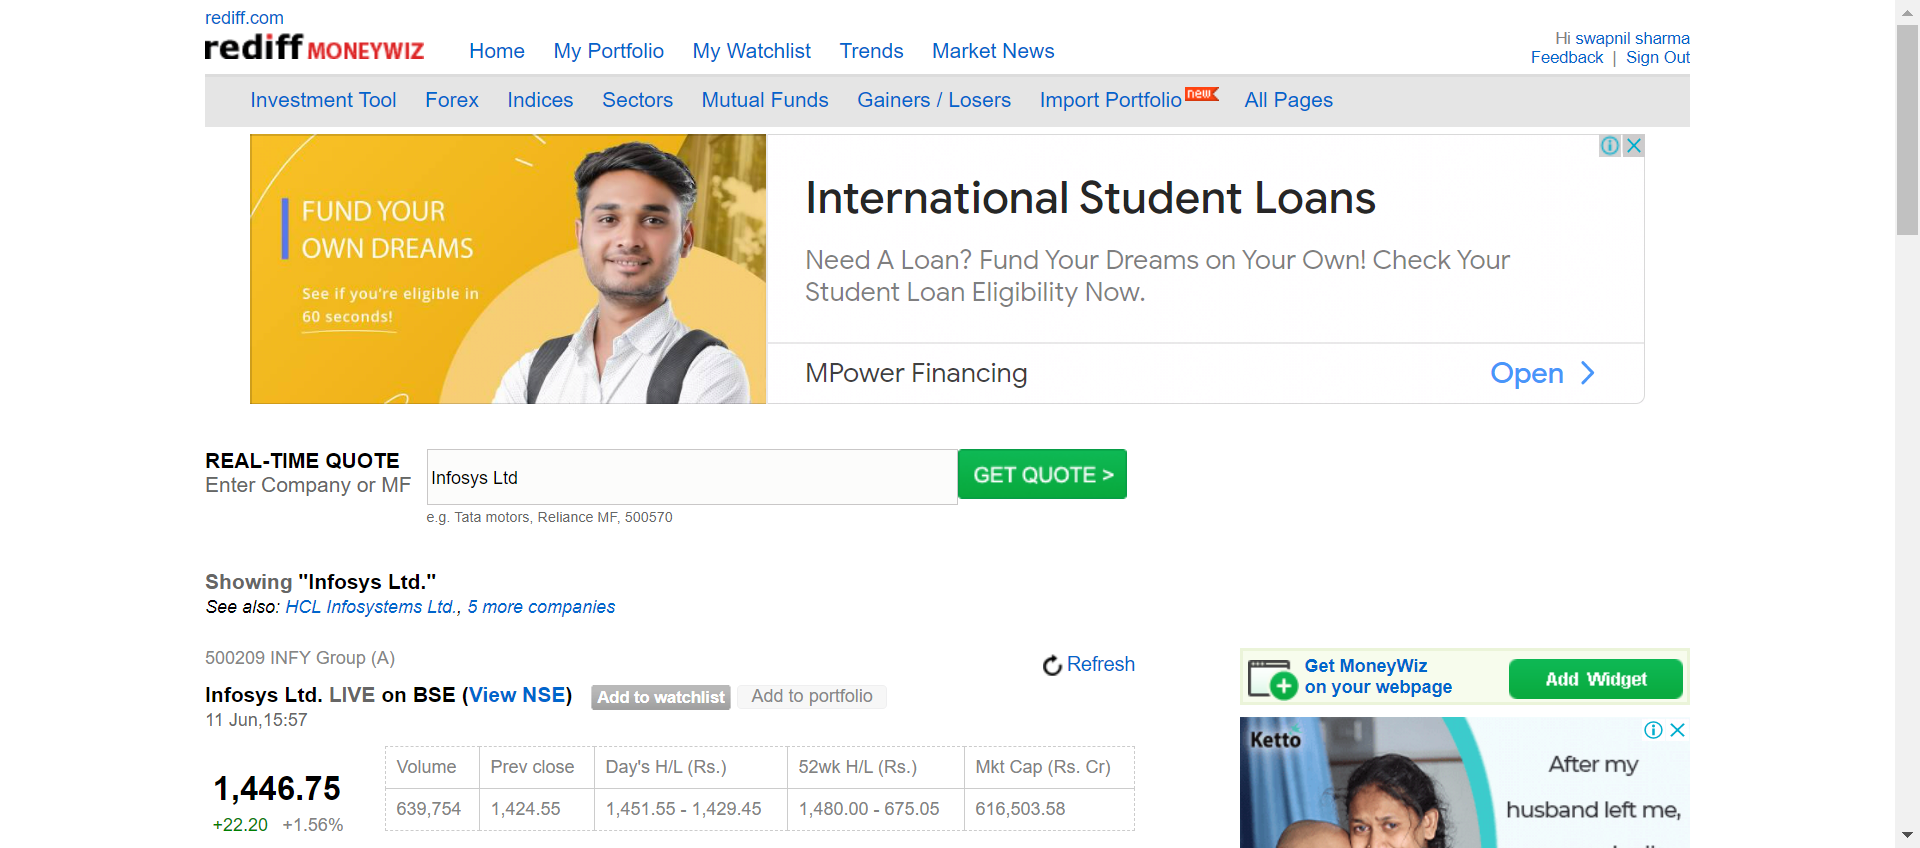 rediff.com
rediff MONEYWIZ
Home My Portfolio My Watchlist Trends Market News
Hi swapnil sharma
Feedback | Sign Out
Investment Tool Forex Indices Sectors Mutual Funds Gainers / Losers Import Portfolio new All Pages
FUND YOUR
OWN DREAMS
See if you're eligible in
60 seconds!
International Student Loans
Need A Loan? Fund Your Dreams on Your Own! Check Your
Student Loan Eligibility Now.
MPower Financing
Open
REAL-TIME QUOTE
Enter Company or MF
Infosys Ltd
GET QUOTE >
e.g. Tata motors, Reliance MF, 500570
Showing "Infosys Ltd."
See also: HCL Infosystems Ltd., 5 more companies
500209 INFY Group (A)
Refresh
Infosys Ltd. LIVE on BSE (View NSE) Add to watchlist Add to portfolio
11 Jun,15:57
1,446.75
+22.20 +1.56%
Volume Prev close Day's H/L (Rs.) 52wk H/L (Rs.) Mkt Cap (Rs. Cr)
639,754 1,424.55 1,451.55 - 1,429.45 1,480.00 - 675.05 616,503.58
Get MoneyWiz
on your webpage
Add Widget
Ketto
After my
husband left me,